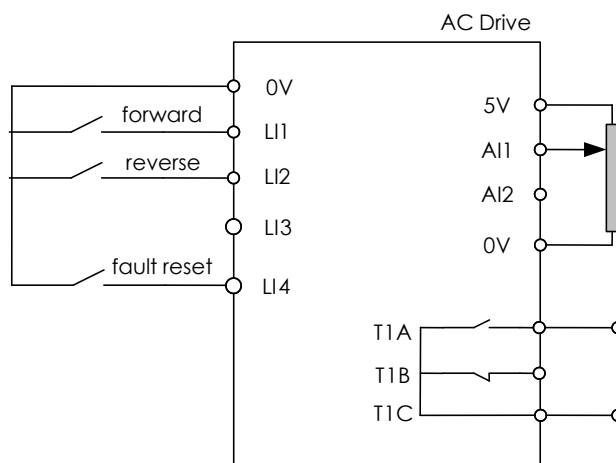 AC Drive
0V
forward
LI1
reverse
LI2
LI3
fault reset
LI4
5V
AI1
AI2
0V
T1A
T1B
T1C